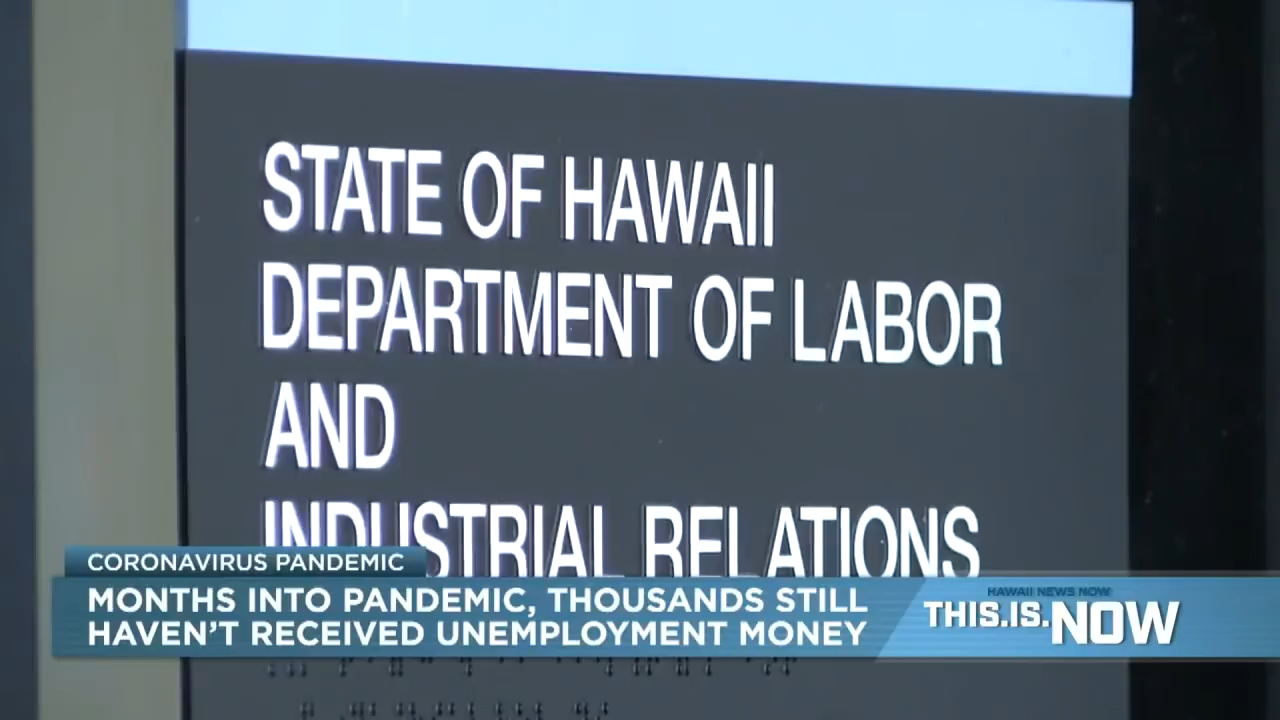 STATE OF HAWAII
DEPARTMENT OF LABOR
AND
INDUSTRIAL RELATIONS
CORONAVIRUS PANDEMIC
MONTHS INTO PANDEMIC, THOUSANDS STILL
HAVEN'T RECEIVED UNEMPLOYMENT MONEY
HAWAII NEWS NOW
THIS.IS.NOW